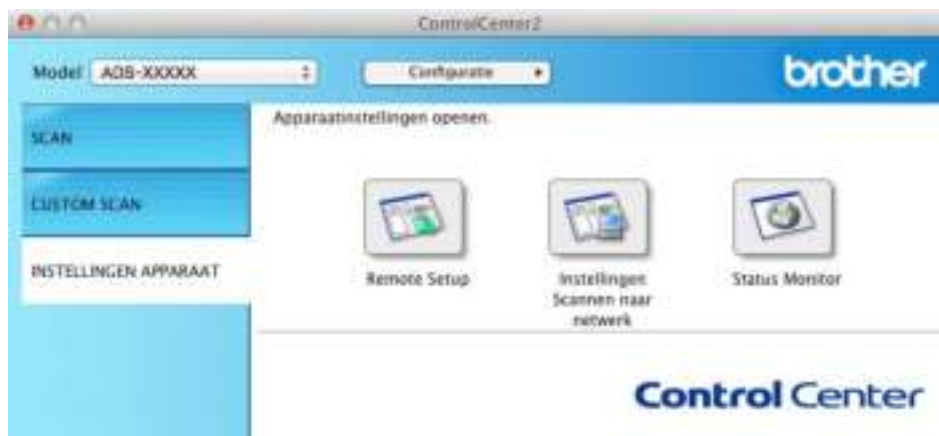 ControlCenter2
Model ADS-XXXXX
Configuratie
brother
SCAN
CUSTOM SCAN
INSTELLINGEN APPARAAT
Apparaatinstellingen openen.
Remote Setup
Instellingen
Scannen naar
netwerk
Status Monitor
Control Center